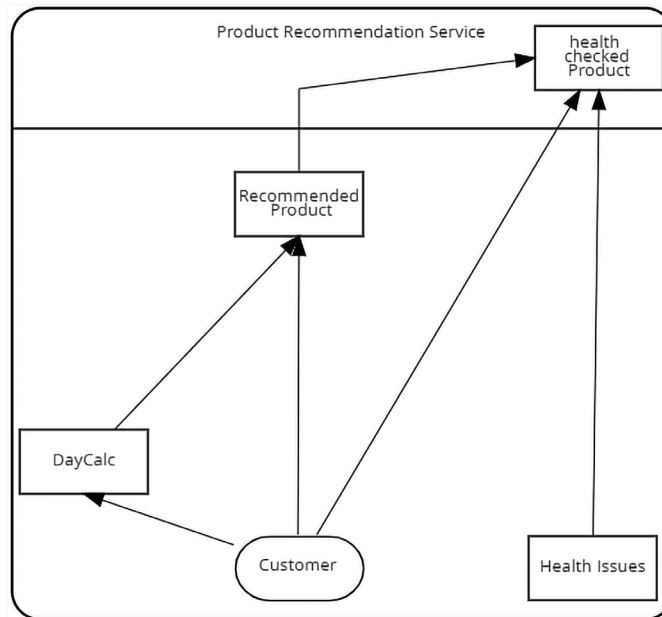 Product Recommendation Service
health
checked
Product
Recommended
Product
DayCalc
Customer
Health Issues